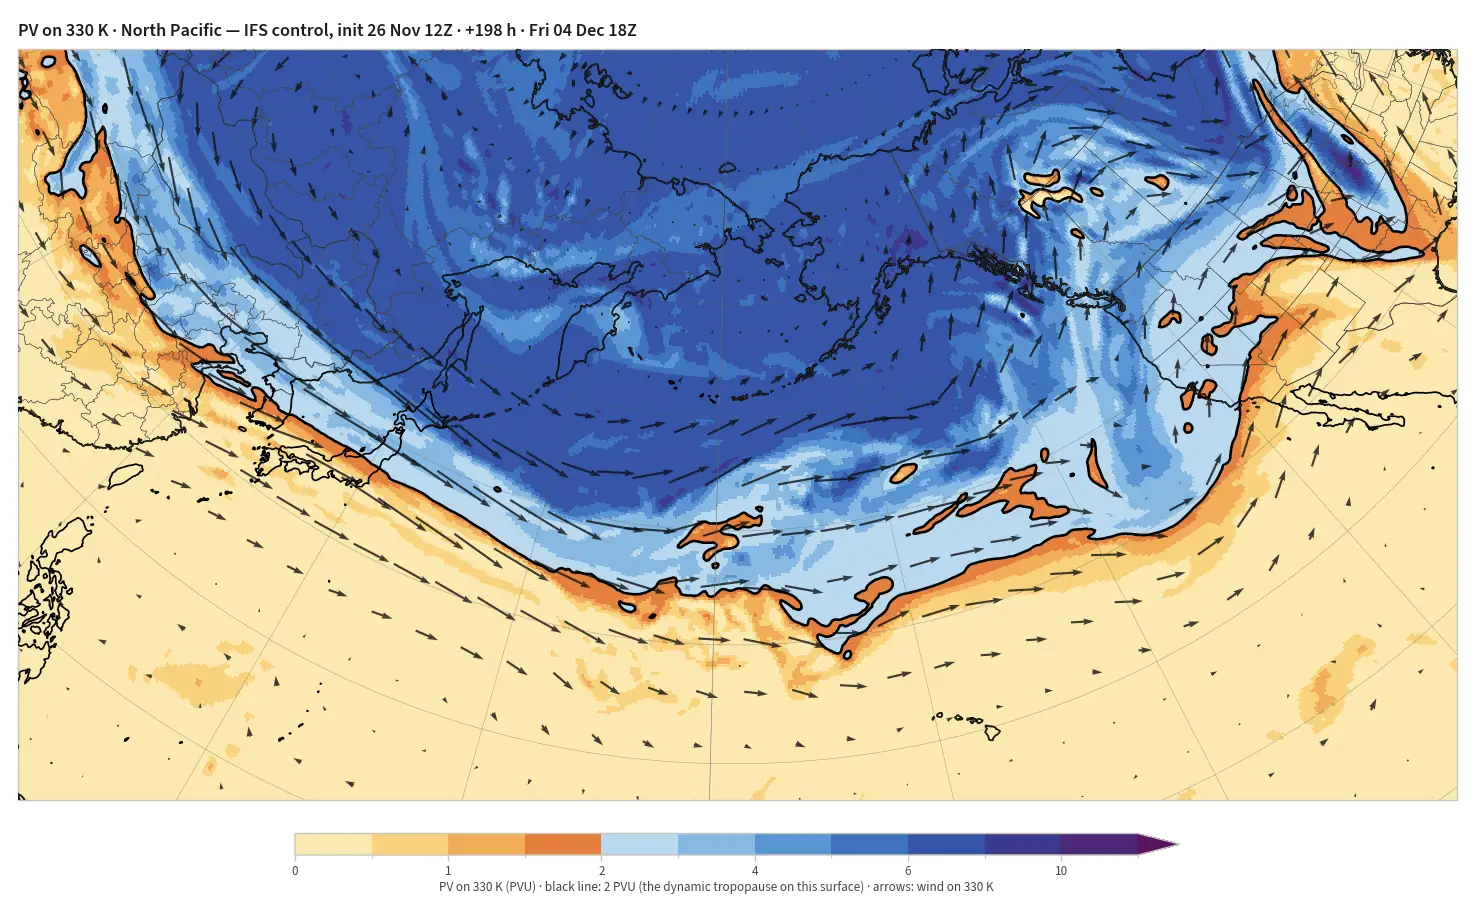 PV on 330 K · North Pacific — IFS control, init 26 Nov 12Z · +198 h · Fri 04 Dec 18Z
0 1 2 4 6 10
PV on 330 K (PVU) · black line: 2 PVU (the dynamic tropopause on this surface) · arrows: wind on 330 K